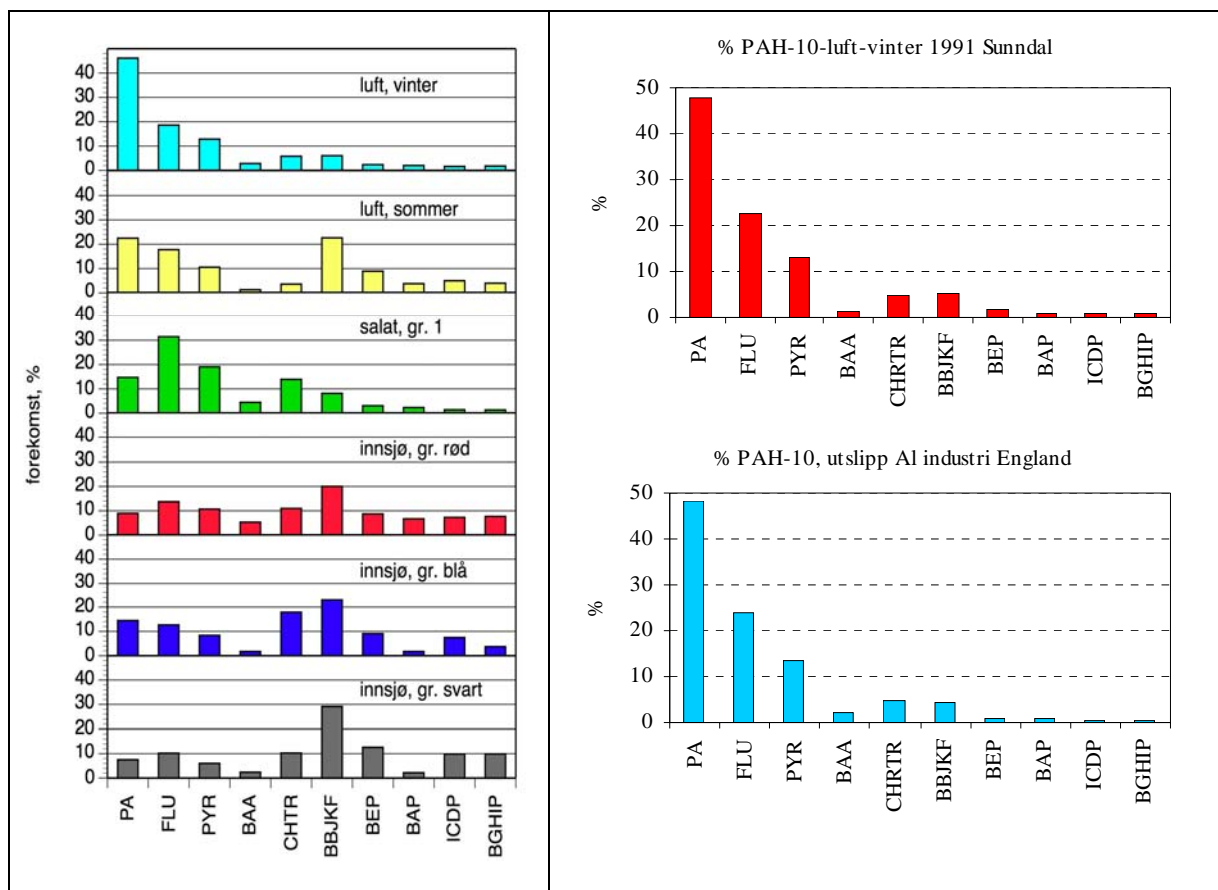 forekomst, %
40
30
20
10
0
luft, vinter
40
30
20
10
0
luft, sommer
40
30
20
10
0
salat, gr. 1
40
30
20
10
0
innsjø, gr. rød
40
30
20
10
0
innsjø, gr. blå
40
30
20
10
0
innsjø, gr. svart
40
30
20
10
0
PA
FLU
PYR
BAA
CHTR
BBJKF
BEP
BAP
ICDP
BGHIP
% PAH-10-luft-vinter 1991 Sunndal
%
50
40
30
20
10
0
PA
FLU
PYR
BAA
CHRTR
BBJKF
BEP
BAP
ICDP
BGHIP
% PAH-10, utslipp Al industri England
%
50
40
30
20
10
0
PA
FLU
PYR
BAA
CHRTR
BBJKF
BEP
BAP
ICDP
BGHIP